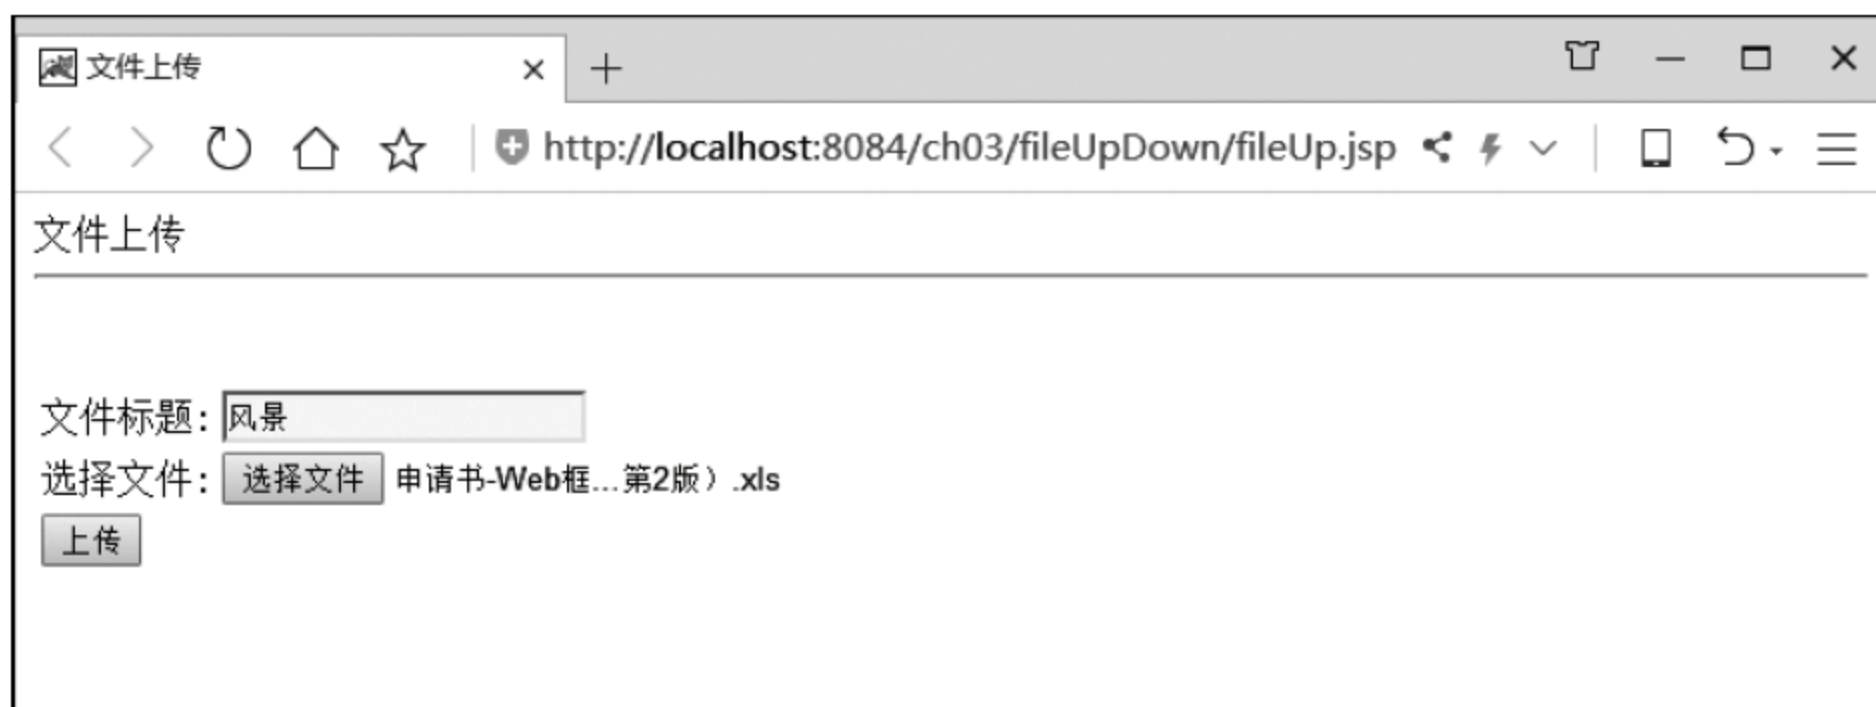 文件上传
http://localhost:8084/ch03/fileUpDown/fileUp.jsp
文件上传
文件标题：风景
选择文件：选择文件 申请书-Web框...第2版）.xls
上传